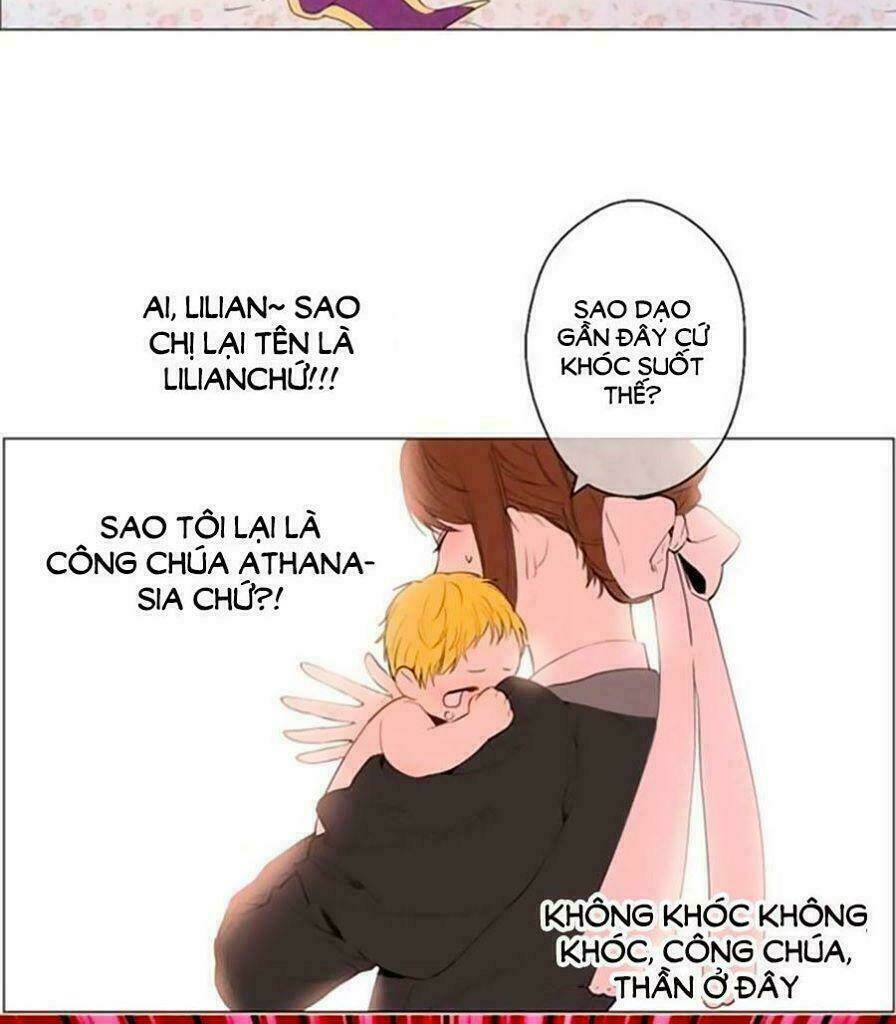 AI, LILIAN~ SAO
CHỊ LẠI TÊN LÀ
LILIANCHỨ!!!
SAO DẠO
GẦN ĐÂY CỨ
KHÓC SUỐT
THẾ?
SAO TÔI LẠI LÀ
CÔNG CHÚA ATHANA-
SIA CHỨ?!
KHÔNG KHÓC KHÔNG
KHÓC, CÔNG CHÚA,
THẦN Ở ĐÂY